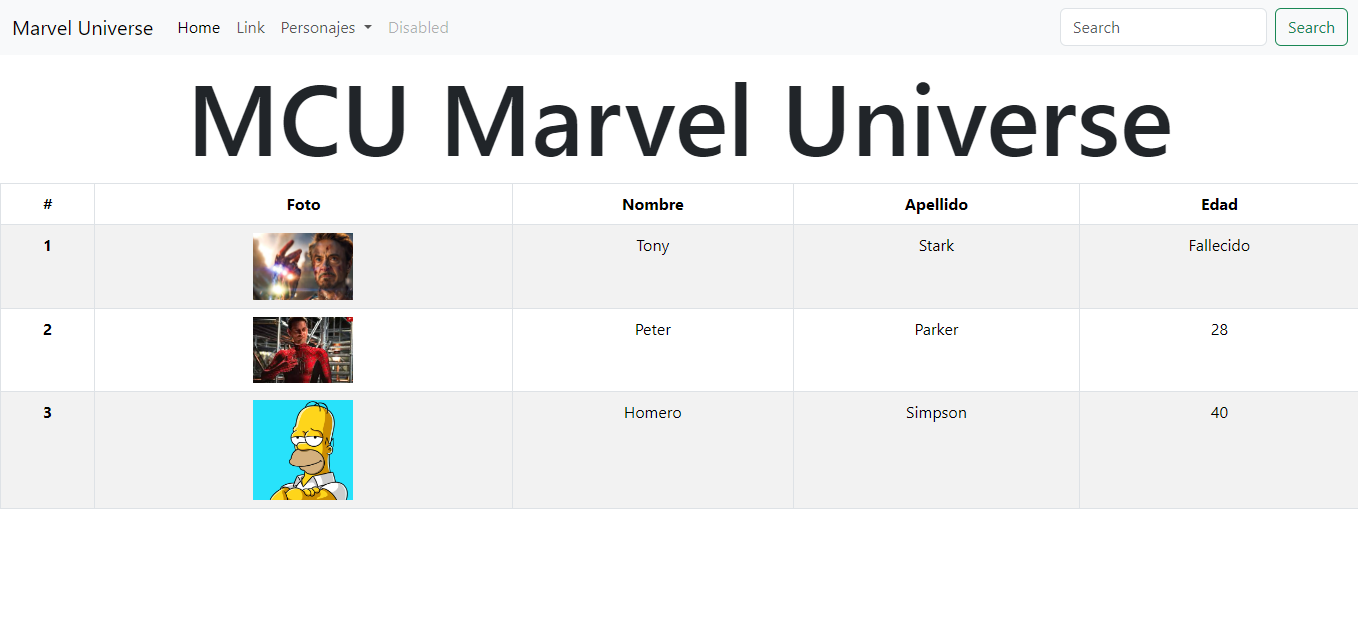 Marvel Universe Home Link Personajes Disabled Search Search
MCU Marvel Universe
# Foto Nombre Apellido Edad
1 Tony Stark Fallecido
2 Peter Parker 28
3 Homero Simpson 40